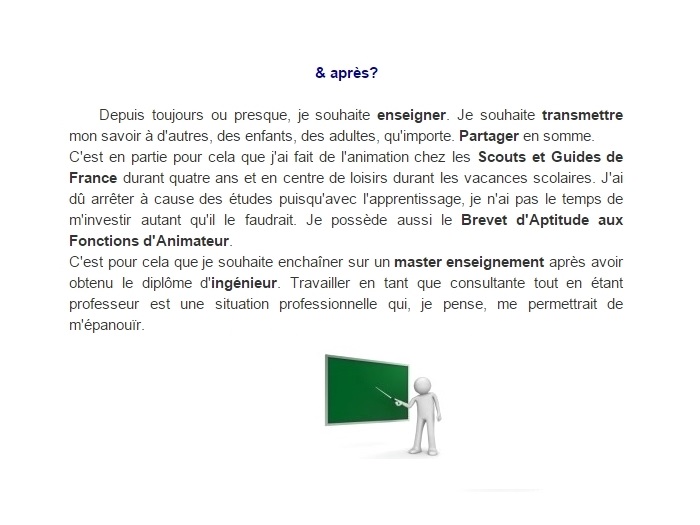 & après?
Depuis toujours ou presque, je souhaite enseigner. Je souhaite transmettre
mon savoir à d'autres, des enfants, des adultes, qu'importe. Partager en somme.
C'est en partie pour cela que j'ai fait de l'animation chez les Scouts et Guides de
France durant quatre ans et en centre de loisirs durant les vacances scolaires. J'ai
dû arrêter à cause des études puisqu'avec l'apprentissage, je n'ai pas le temps de
m'investir autant qu'il le faudrait. Je possède aussi le Brevet d'Aptitude aux
Fonctions d'Animateur.
C'est pour cela que je souhaite enchaîner sur un master enseignement après avoir
obtenu le diplôme d'ingénieur. Travailler en tant que consultante tout en étant
professeur est une situation professionnelle qui, je pense, me permettrait de
m'épanouïr.